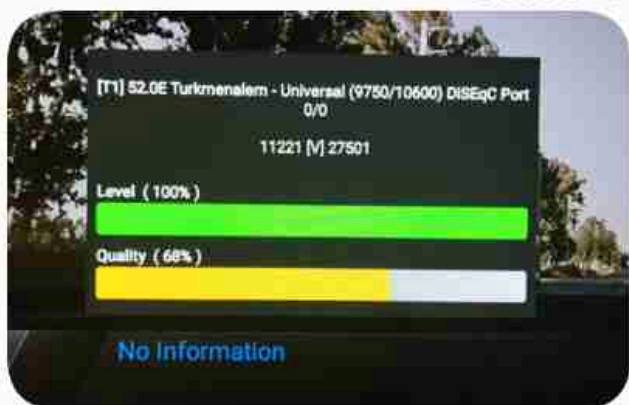 [T1] 52.0E Turkmenalem - Universal (9750/10600) DiSEqC Port
0/0
11221 [V] 27501
Level ( 100% )
Quality ( 68% )
No Information